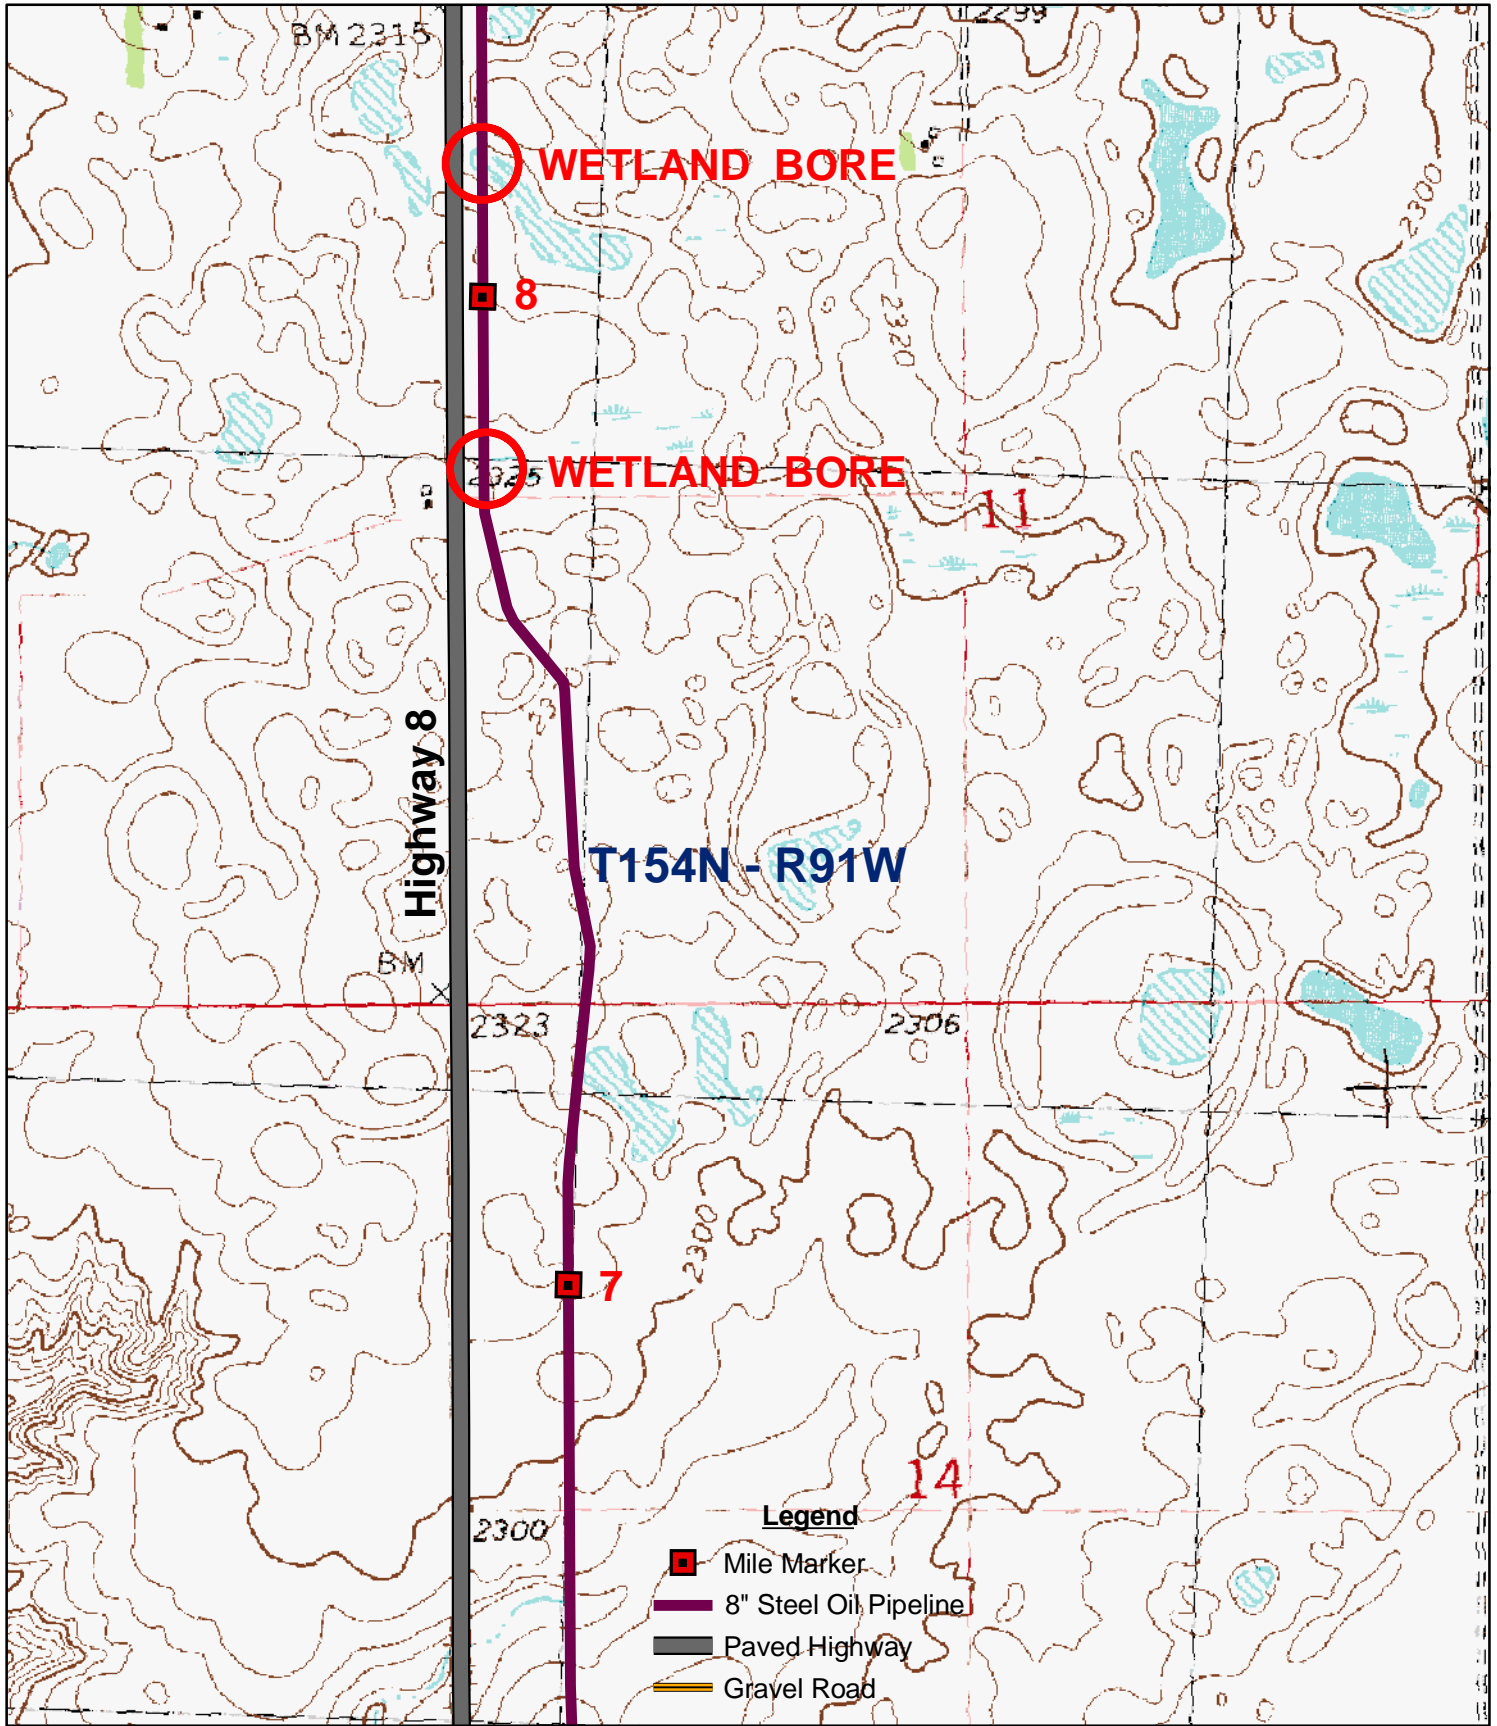 2299
BM 2315
WETLAND BORE
2300
8
2320
WETLAND BORE
2325
11
Highway 8
T154N - R91W
BM
2323
2306
2300
7
14
2300
Legend
Mile Marker
8" Steel Oil Pipeline
Paved Highway
Gravel Road